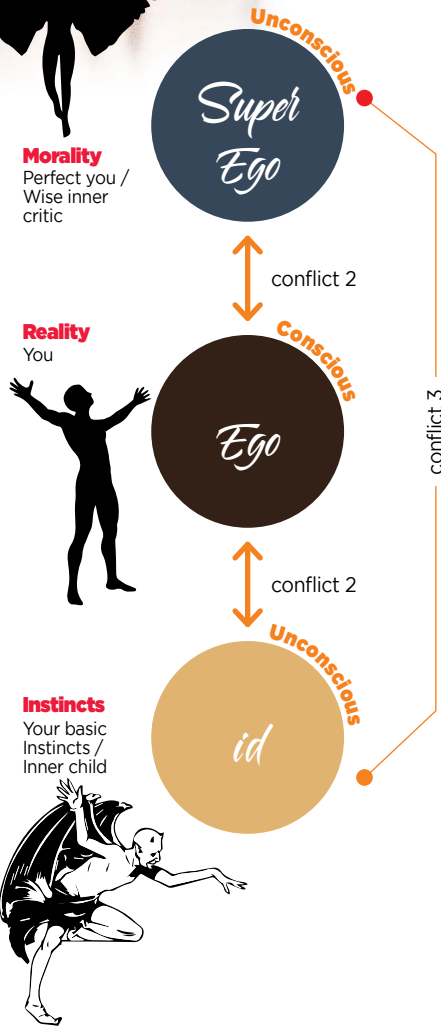 Unconscious
Super
Ego
Morality
Perfect you /
Wise inner
critic
conflict 2
Reality
You
Conscious
Ego
conflict 3
conflict 2
Unconscious
Instincts
Your basic
Instincts /
Inner child
id